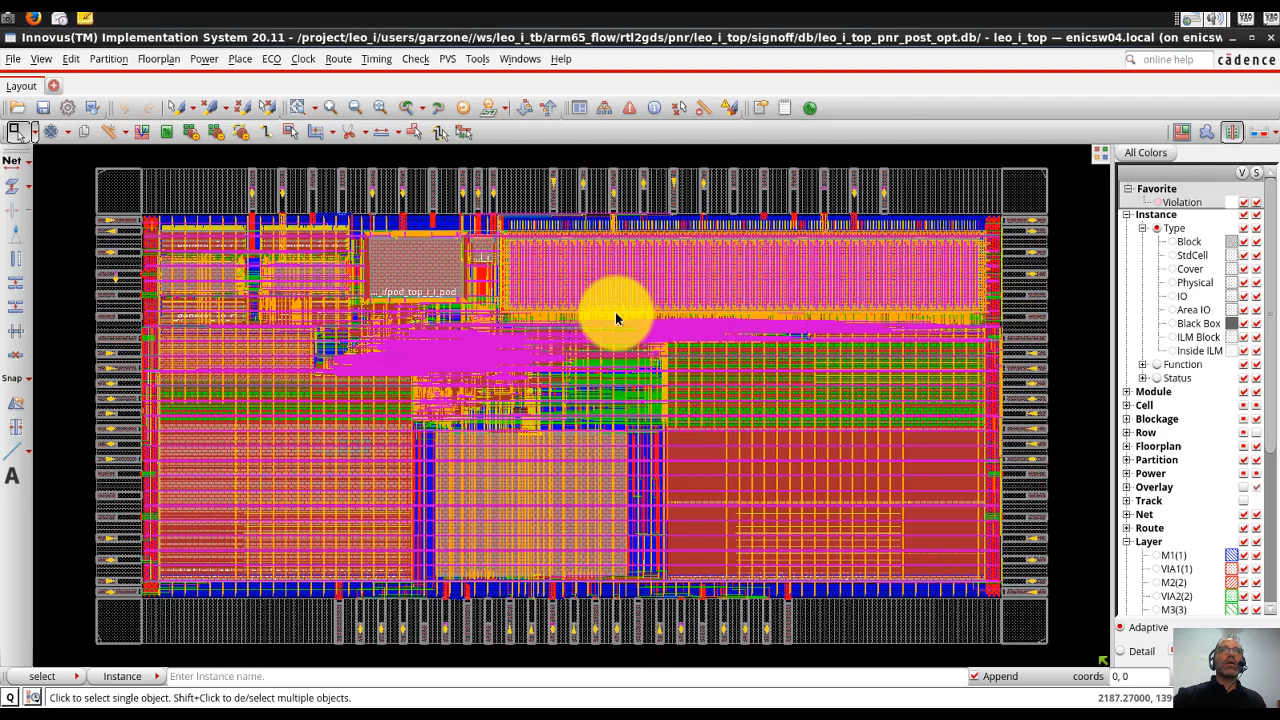 Innovus(TM) Implementation System 20.11 - /project/leo_i/users/garzone//ws/leo_i_tb/arm65_flow/rtl2gds/pnr/leo_i_top/signoff/db/leo_i_top_pnr_post_opt.db/ - leo_i_top — enicsw04.local (on enicsw
File View Edit Partition Floorplan Power Place ECO Clock Route Timing Check PVS Tools Windows Help
online help
cādence
Layout
All Colors
V S
Net
Snap
A
Favorite
Violation
Instance
Type
Block
StdCell
Cover
Physical
IO
Area IO
Black Box
ILM Block
Inside ILM
Function
Status
Module
Cell
Blockage
Row
Floorplan
Partition
Power
Overlay
Track
Net
Route
Layer
M1(1)
VIA1(1)
M2(2)
VIA2(2)
M3(3)
... _/pod_top_i_i_pod
Adaptive
Detail
select
Instance
Enter Instance name.
Append
coords
0, 0
Q
Click to select single object. Shift+Click to de/select multiple objects.
2187.27000, 139